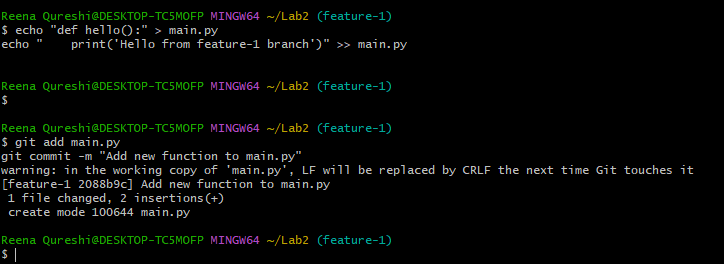 Reena Qureshi@DESKTOP-TC5MOFP MINGW64 ~/Lab2 (feature-1)
$ echo "def hello():" > main.py
echo "    print('Hello from feature-1 branch')" >> main.py
Reena Qureshi@DESKTOP-TC5MOFP MINGW64 ~/Lab2 (feature-1)
$
Reena Qureshi@DESKTOP-TC5MOFP MINGW64 ~/Lab2 (feature-1)
$ git add main.py
git commit -m "Add new function to main.py"
warning: in the working copy of 'main.py', LF will be replaced by CRLF the next time Git touches it
[feature-1 2088b9c] Add new function to main.py
 1 file changed, 2 insertions(+)
 create mode 100644 main.py
Reena Qureshi@DESKTOP-TC5MOFP MINGW64 ~/Lab2 (feature-1)
$